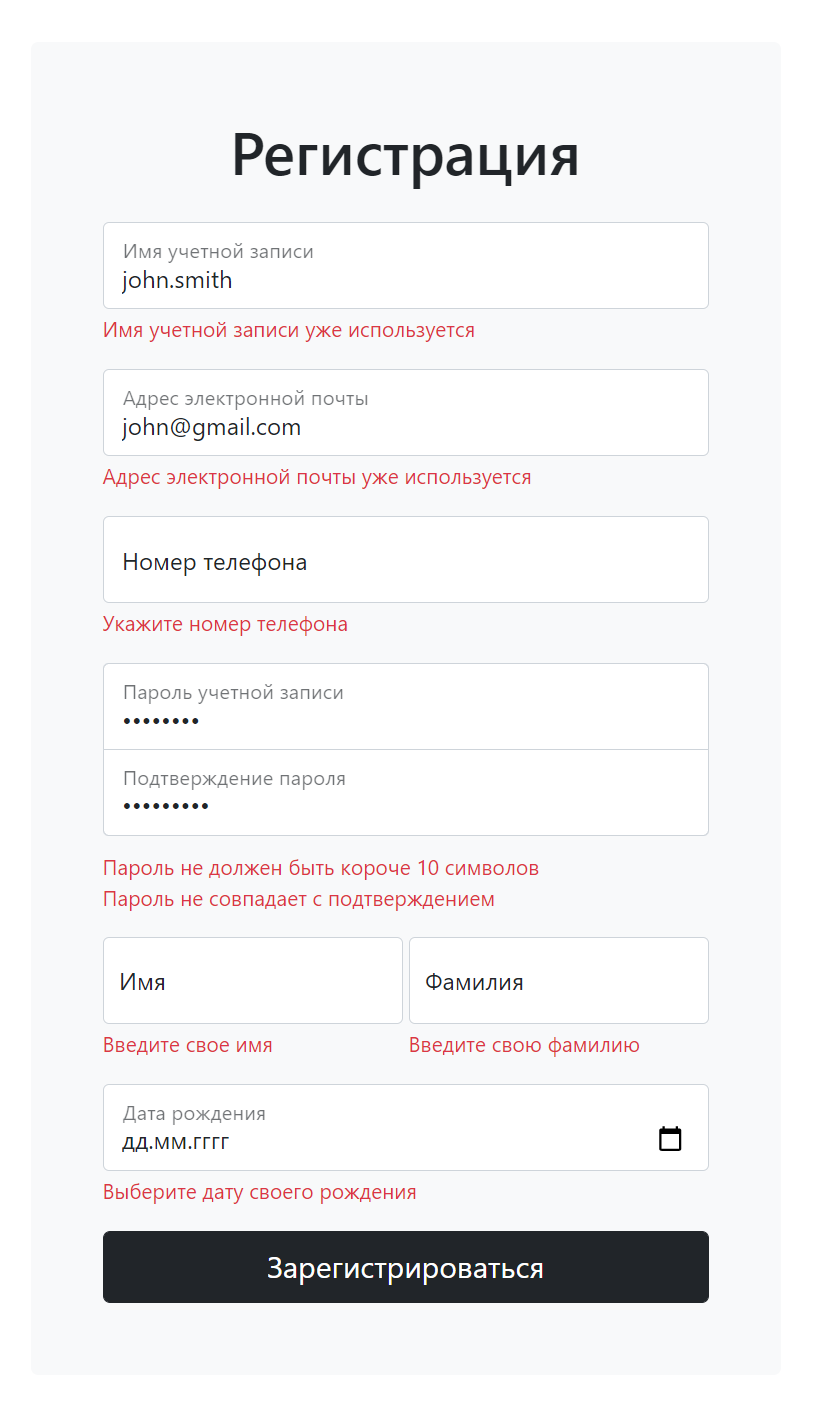 Регистрация
Имя учетной записи
john.smith
Имя учетной записи уже используется
Адрес электронной почты
john@gmail.com
Адрес электронной почты уже используется
Номер телефона
Укажите номер телефона
Пароль учетной записи
••••••••
Подтверждение пароля
•••••••••
Пароль не должен быть короче 10 символов
Пароль не совпадает с подтверждением
Имя
Фамилия
Введите свое имя
Введите свою фамилию
Дата рождения
дд.мм.гггг
Выберите дату своего рождения
Зарегистрироваться